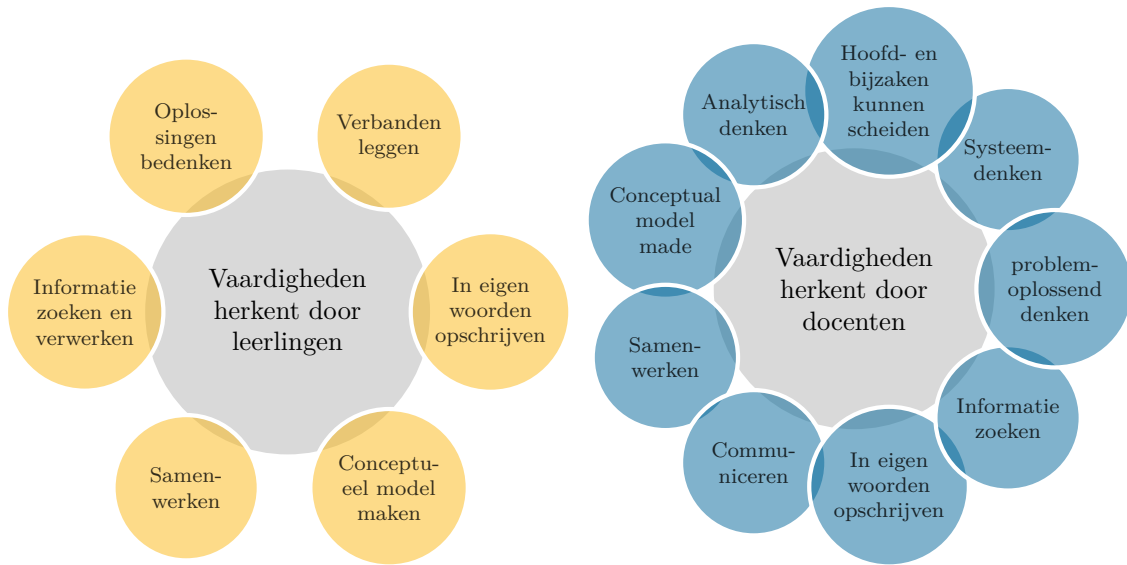 Oplos-
singen
bedenken
Verbanden
leggen
Informatie
zoeken en
verwerken
Vaardigheden
herkent door
leerlingen
In eigen
woorden
opschrijven
Samen-
werken
Conceptu-
eel model
maken
Hoofd- en
bijzaken
kunnen
scheiden
Analytisch
denken
Systeem-
denken
Conceptual
model
made
Vaardigheden
herkent door
docenten
problem-
oplossend
denken
Samen-
werken
Informatie
zoeken
Commu-
niceren
In eigen
woorden
opschrijven